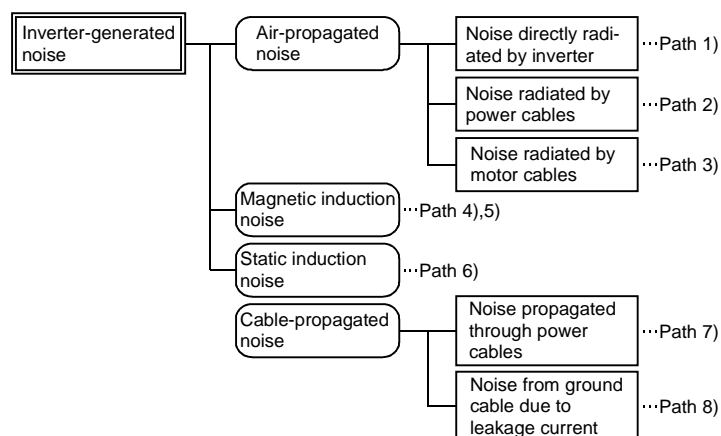 Inverter-generated
noise
Air-propagated
noise
Noise directly radi-
ated by inverter
···Path 1)
Noise radiated by
power cables
···Path 2)
Noise radiated by
motor cables
···Path 3)
Magnetic induction
noise
···Path 4),5)
Static induction
noise
···Path 6)
Cable-propagated
noise
Noise propagated
through power
cables
···Path 7)
Noise from ground
cable due to
leakage current
···Path 8)